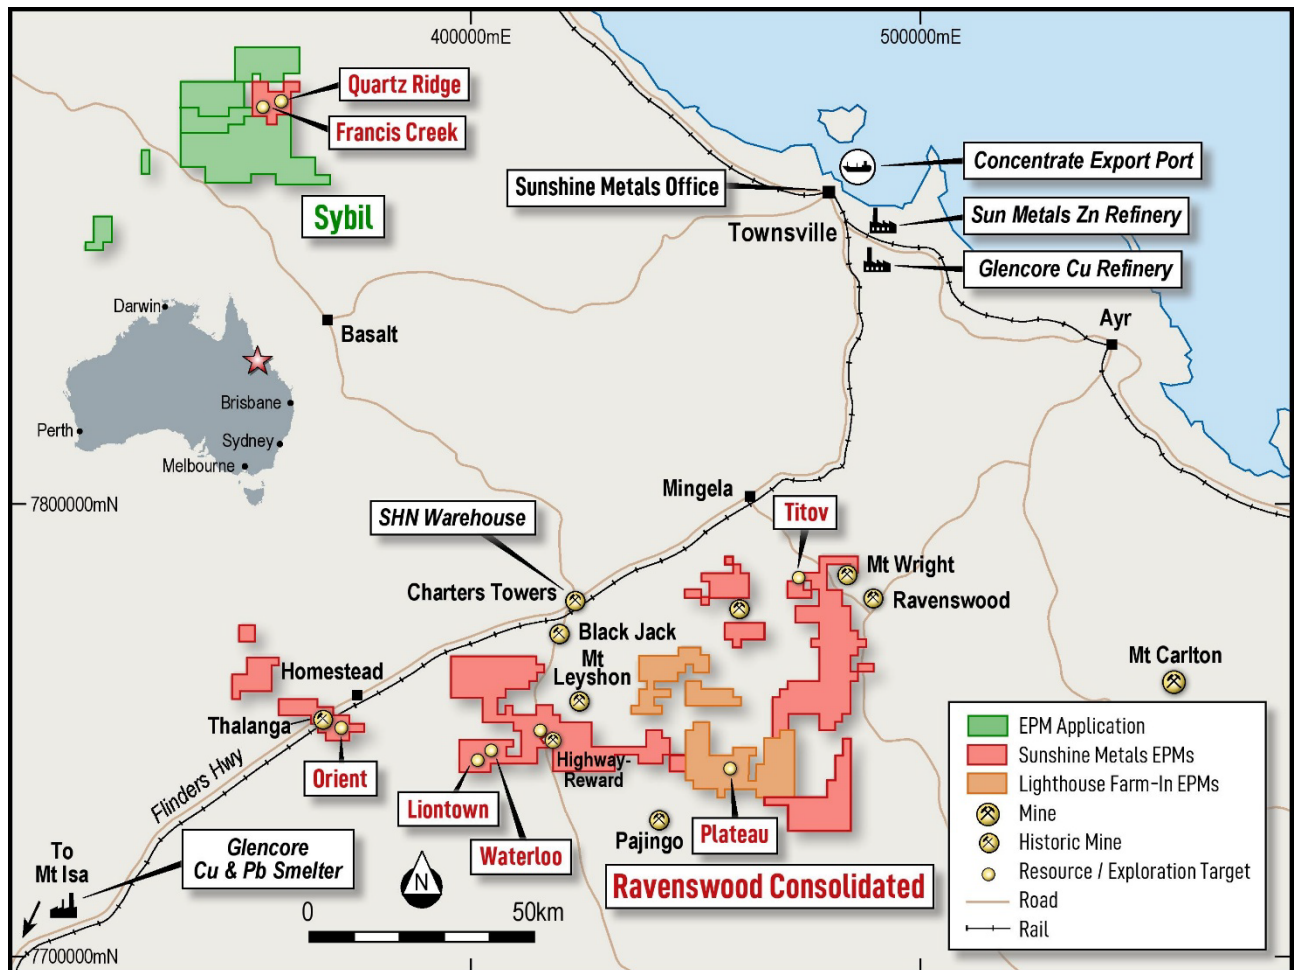 400000mE
500000mE
Quartz Ridge
Francis Creek
Sybil
Concentrate Export Port
Sunshine Metals Office
Sun Metals Zn Refinery
Townsville
Glencore Cu Refinery
Ayr
Basalt
Darwin
Brisbane
Perth
Sydney
Melbourne
7800000mN
Mingela
SHN Warehouse
Titov
Mt Wright
Charters Towers
Ravenswood
Black Jack
Mt
Leyshon
Mt Carlton
Homestead
Thalanga
Highway-
Reward
Orient
Flinders Hwy
Liontown
Waterloo
Pajingo
Plateau
Ravenswood Consolidated
To
Mt Isa
Glencore
Cu & Pb Smelter
N
0
50km
7700000mN
EPM Application
Sunshine Metals EPMs
Lighthouse Farm-In EPMs
Mine
Historic Mine
Resource / Exploration Target
Road
Rail